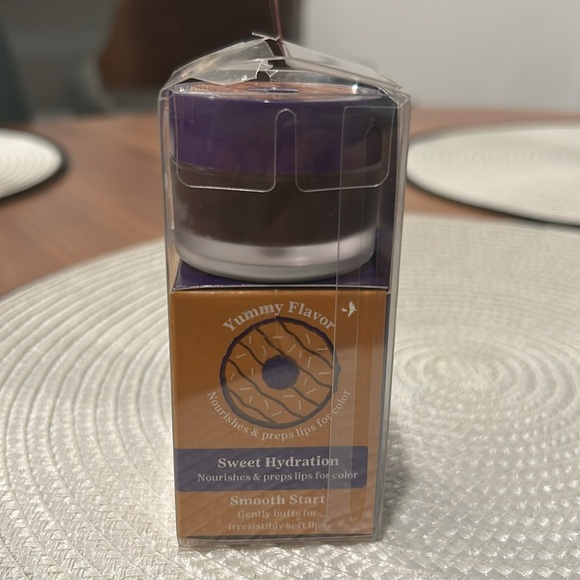 Yummy Flavor
Nourishes & preps lips for color
Sweet Hydration
Nourishes & preps lips for color
Smooth Start
Gently buffs for
irresistibly soft lips